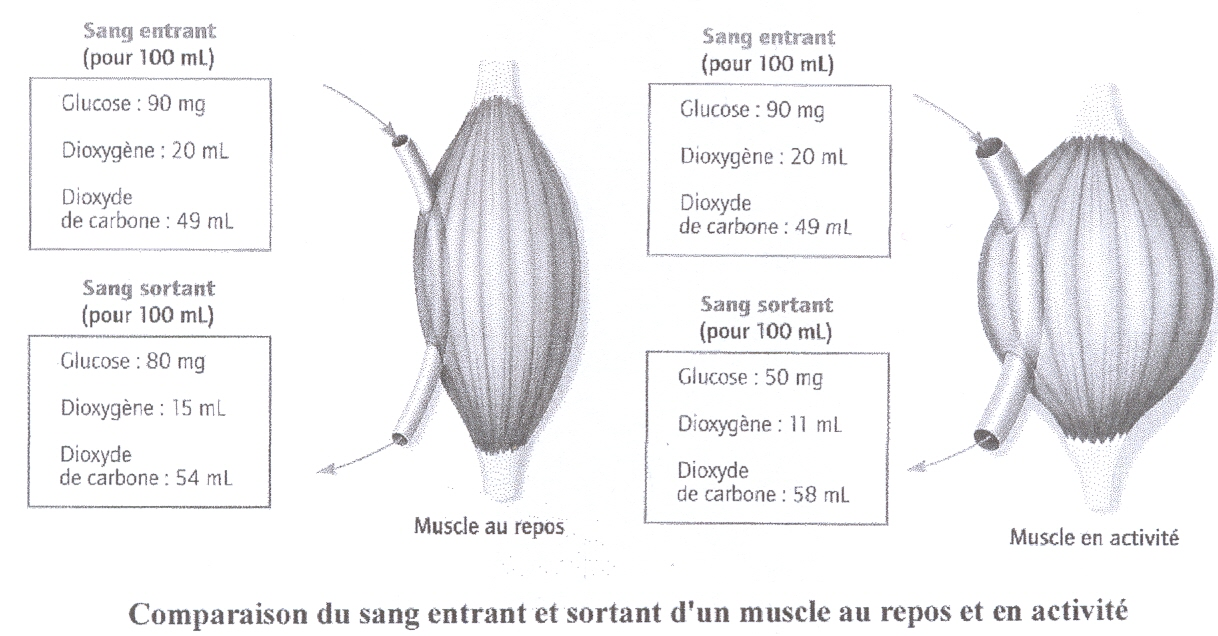 Sang entrant
(pour 100 mL)
Glucose : 90 mg
Dioxygène : 20 mL
Dioxyde
de carbone : 49 mL
Sang sortant
(pour 100 mL)
Glucose : 80 mg
Dioxygène : 15 mL
Dioxyde
de carbone : 54 mL
Muscle au repos
Sang entrant
(pour 100 mL)
Glucose : 90 mg
Dioxygène : 20 mL
Dioxyde
de carbone : 49 mL
Sang sortant
(pour 100 mL)
Glucose : 50 mg
Dioxygène : 11 mL
Dioxyde
de carbone : 58 mL
Muscle en activité
Comparaison du sang entrant et sortant d'un muscle au repos et en activité